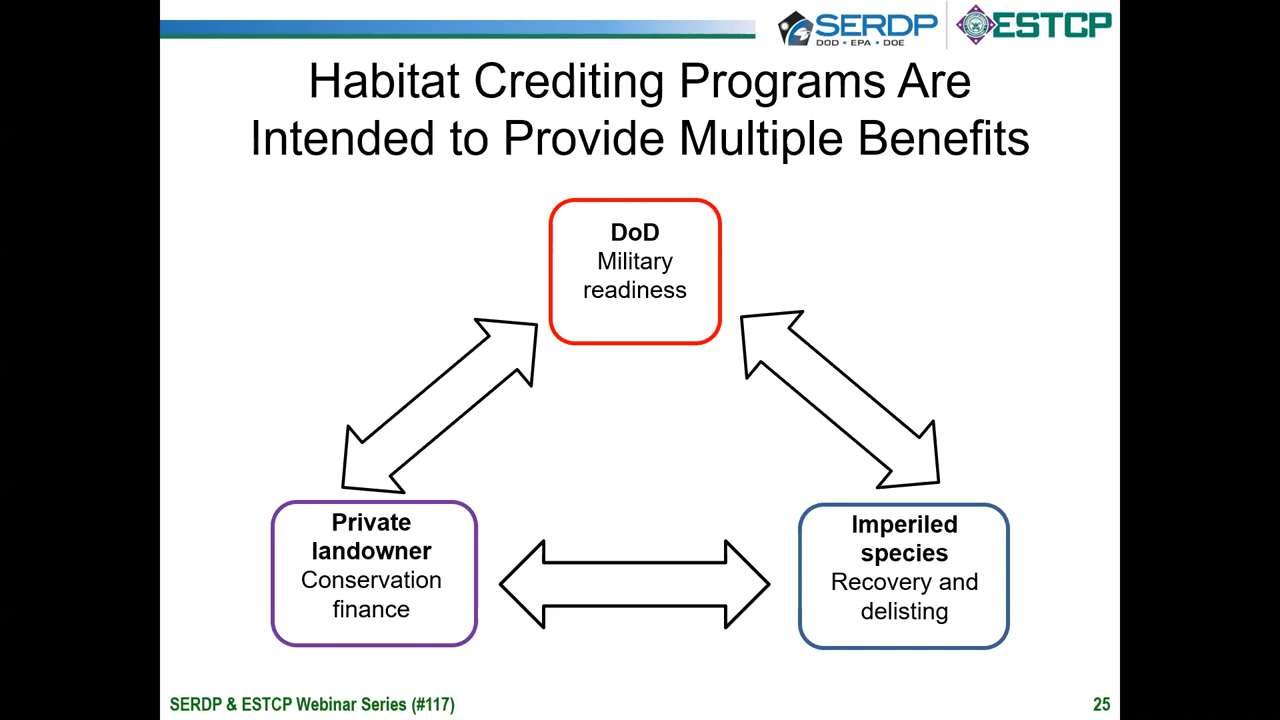 SERDP
DOD • EPA • DOE
ESTCP
Habitat Crediting Programs Are
Intended to Provide Multiple Benefits
DoD
Military
readiness
Private
landowner
Conservation
finance
Imperiled
species
Recovery and
delisting
SERDP & ESTCP Webinar Series (#117)
25